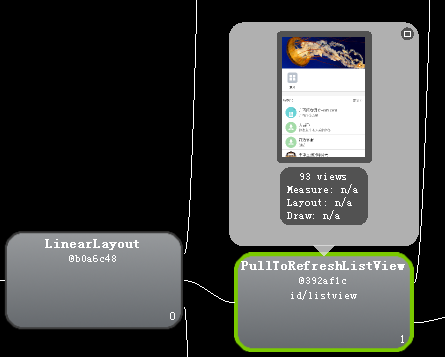 93 views
Measure: n/a
Layout: n/a
Draw: n/a
LinearLayout
@b0a6c48
0
PullToRefreshListView
@392af1c
id/listview
1